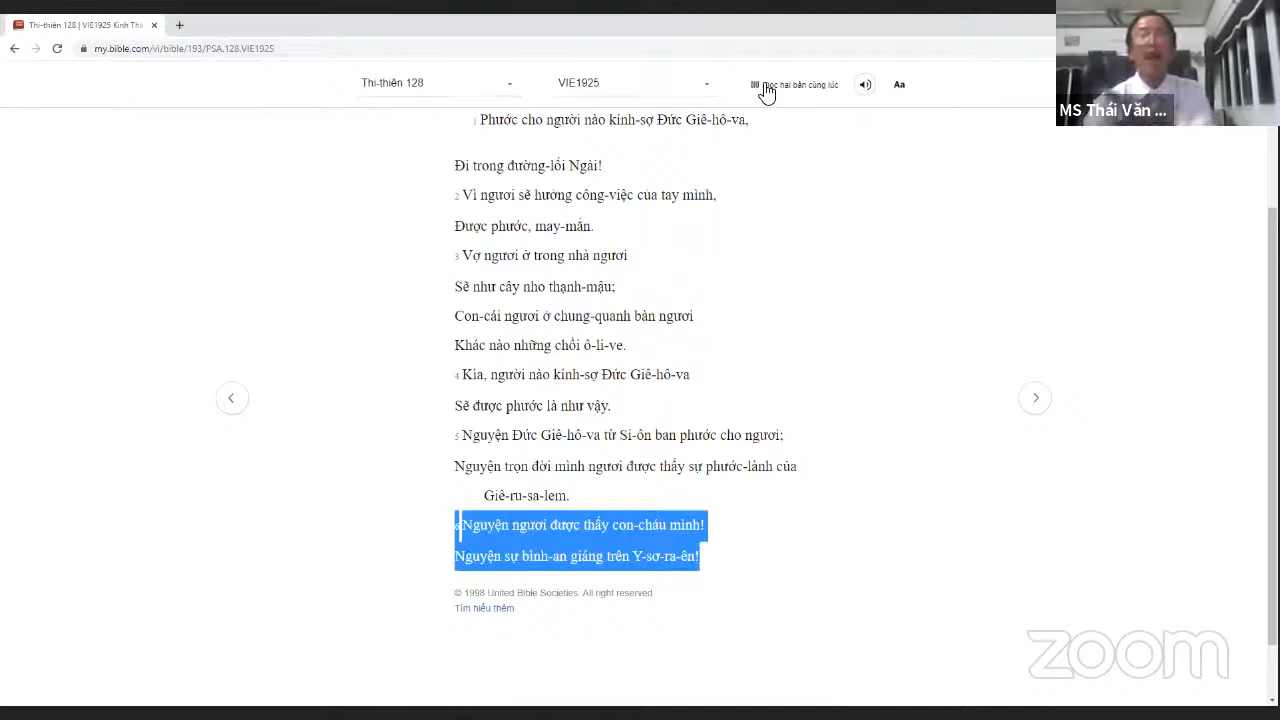 Thi-thiên 128 | VIE1925 Kinh Thá
my.bible.com/vi/bible/193/PSA.128.VIE1925
Thi-thiên 128
VIE1925
Đọc hai bản cùng lúc
Aa
MS Thái Văn ...
1 Phước cho người nào kính-sợ Đức Giê-hô-va,
Đi trong đường-lối Ngài!
2 Vì ngươi sẽ hưởng công-việc của tay mình,
Được phước, may-mắn.
3 Vợ ngươi ở trong nhà ngươi
Sẽ như cây nho thạnh-mậu;
Con-cái ngươi ở chung-quanh bàn ngươi
Khác nào những chồi ô-li-ve.
4 Kìa, người nào kính-sợ Đức Giê-hô-va
Sẽ được phước là như vậy.
5 Nguyện Đức Giê-hô-va từ Si-ôn ban phước cho ngươi;
Nguyện trọn đời mình ngươi được thấy sự phước-lành của
Giê-ru-sa-lem.
6 Nguyện ngươi được thấy con-cháu mình!
Nguyện sự bình-an giáng trên Y-sơ-ra-ên!
© 1998 United Bible Societies. All right reserved
Tìm hiểu thêm
zoom